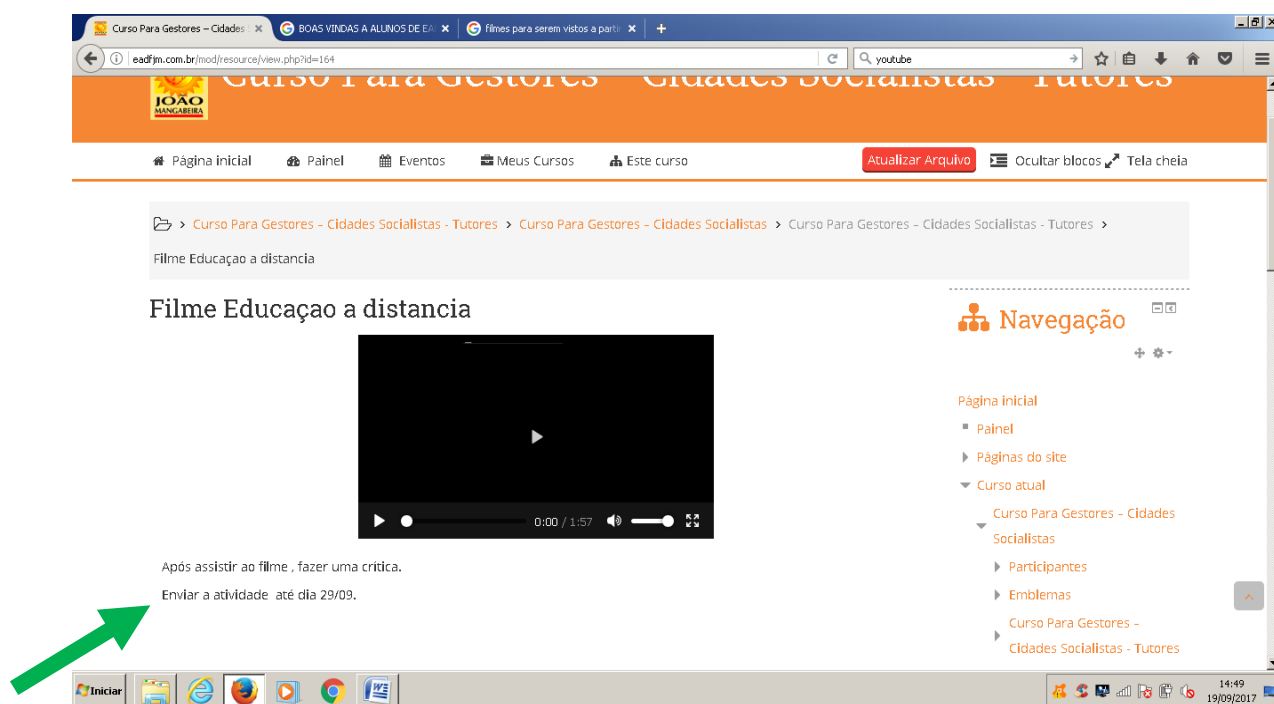 Curso Para Gestores – Cidades S
BOAS VINDAS A ALUNOS DE EA
filmes para serem vistos a parti
eadfjm.com.br/mod/resource/view.php?id=164
youtube
Curso Para Gestores – Cidades Socialistas – Tutores
JOÃO
MANGABEIRA
Página inicial
Painel
Eventos
Meus Cursos
Este curso
Atualizar Arquivo
Ocultar blocos
Tela cheia
Curso Para Gestores – Cidades Socialistas - Tutores > Curso Para Gestores – Cidades Socialistas > Curso Para Gestores – Cidades Socialistas - Tutores >
Filme Educaçao a distancia
Filme Educaçao a distancia
0:00 / 1:57
Após assistir ao filme , fazer uma critica.
Enviar a atividade até dia 29/09.
Navegação
Página inicial
Painel
Páginas do site
Curso atual
Curso Para Gestores – Cidades
Socialistas
Participantes
Emblemas
Curso Para Gestores –
Cidades Socialistas - Tutores
Iniciar
14:49
19/09/2017